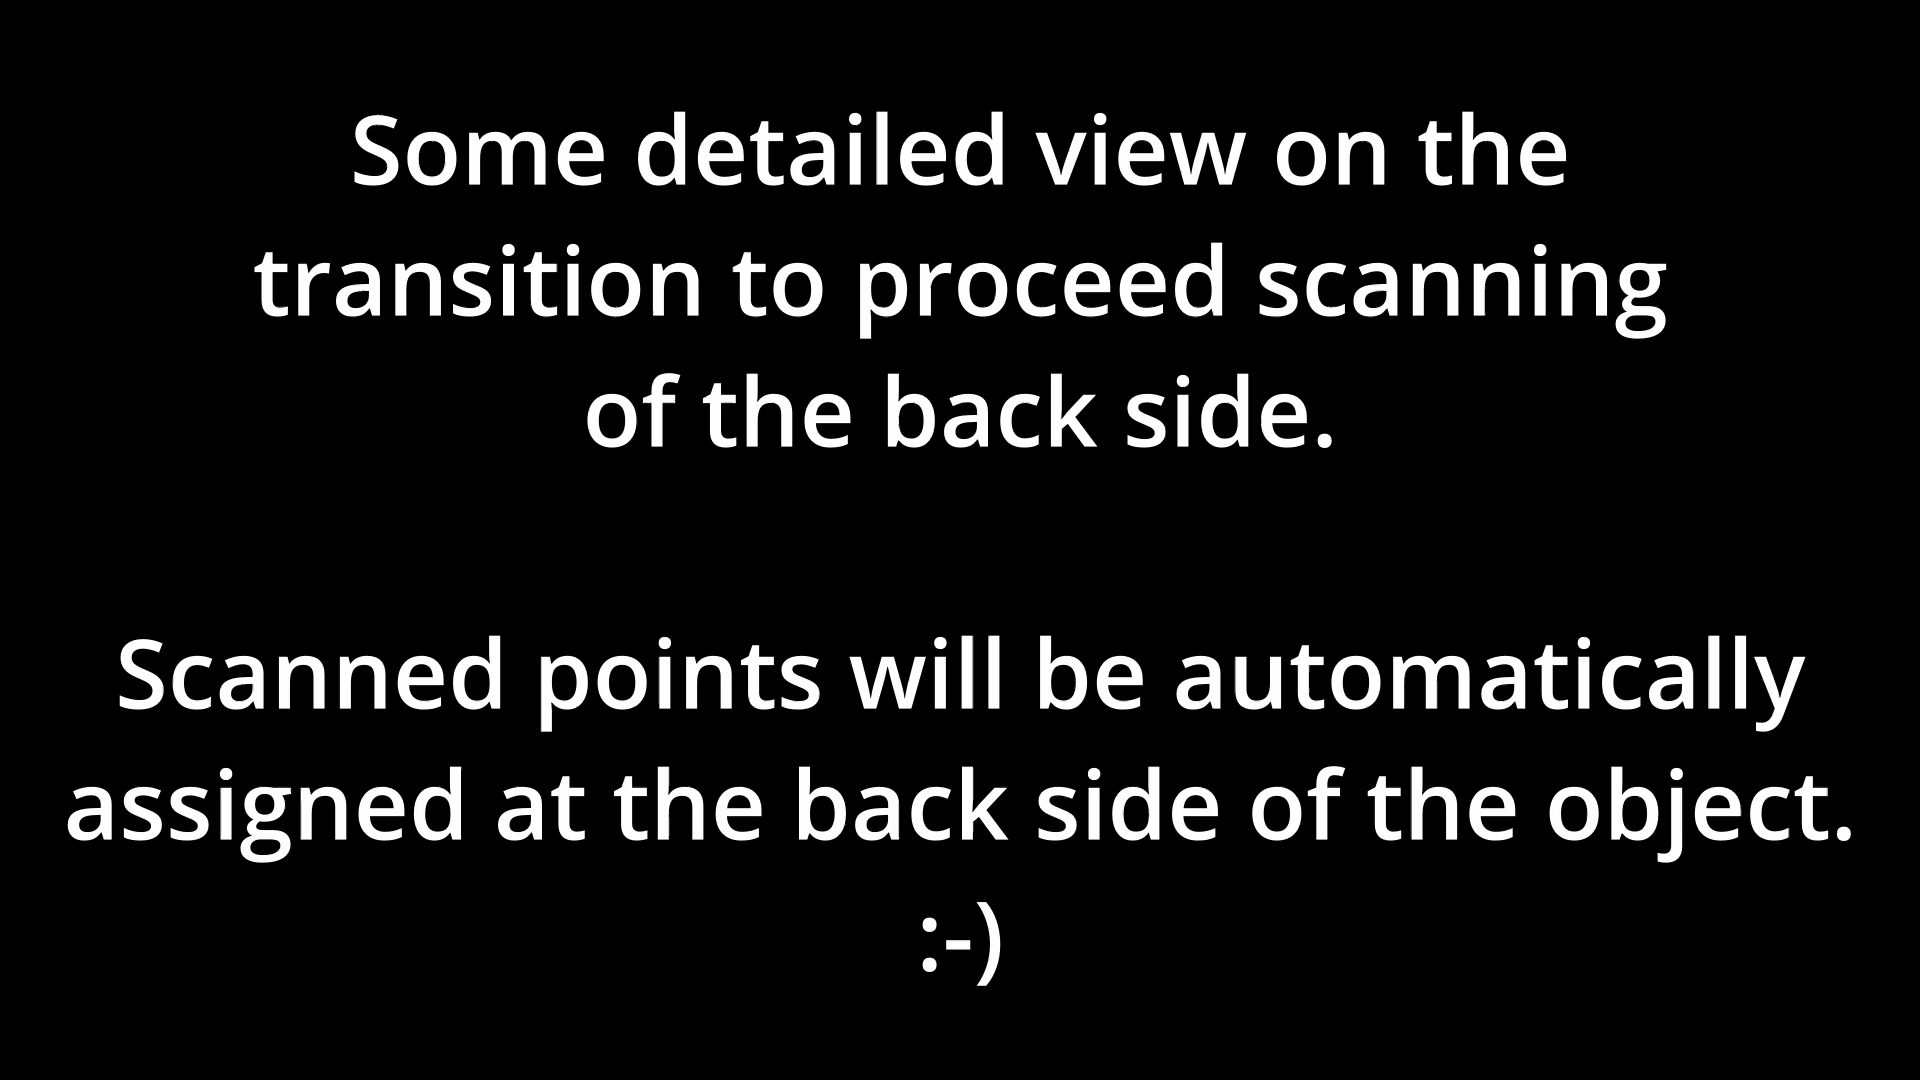 Some detailed view on the
transition to proceed scanning
of the back side.
Scanned points will be automatically
assigned at the back side of the object.
:-)